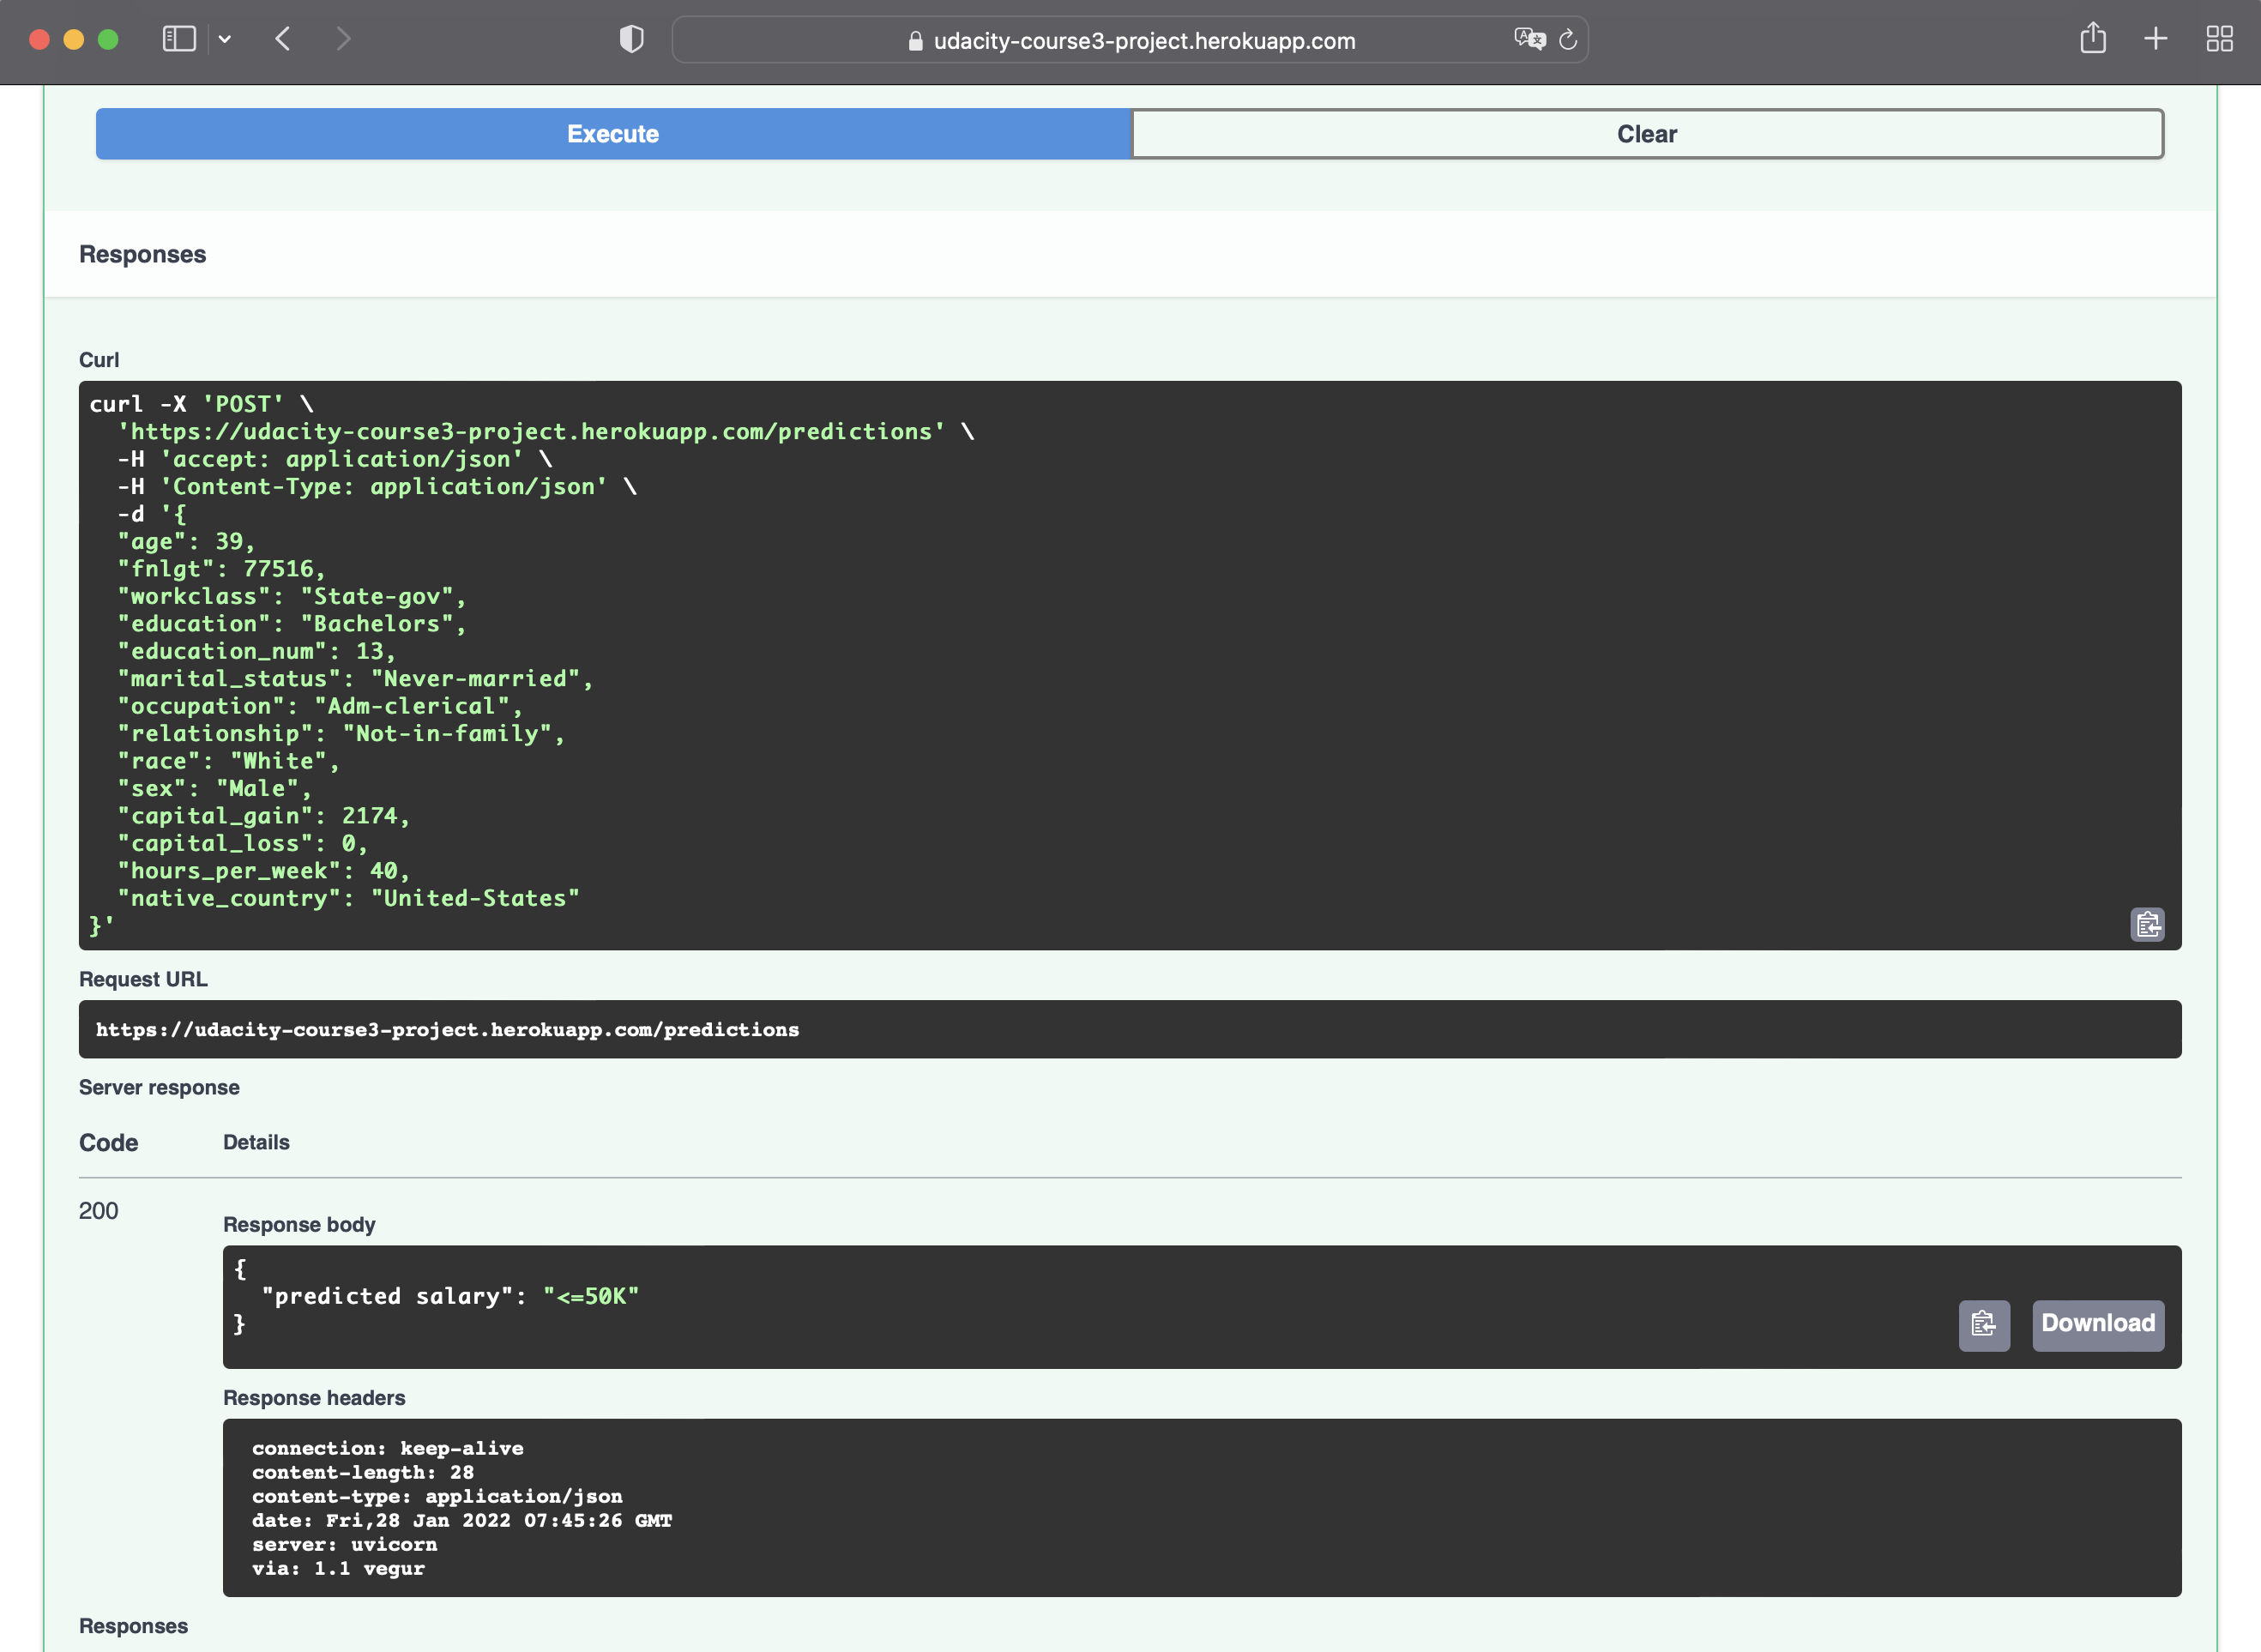 udacity-course3-project.herokuapp.com
Execute
Clear
Responses
Curl
curl -X 'POST' \
  'https://udacity-course3-project.herokuapp.com/predictions' \
  -H 'accept: application/json' \
  -H 'Content-Type: application/json' \
  -d '{
  "age": 39,
  "fnlgt": 77516,
  "workclass": "State-gov",
  "education": "Bachelors",
  "education_num": 13,
  "marital_status": "Never-married",
  "occupation": "Adm-clerical",
  "relationship": "Not-in-family",
  "race": "White",
  "sex": "Male",
  "capital_gain": 2174,
  "capital_loss": 0,
  "hours_per_week": 40,
  "native_country": "United-States"
}'
Request URL
https://udacity-course3-project.herokuapp.com/predictions
Server response
Code Details
200
Response body
{
  "predicted salary": "<=50K"
}
Download
Response headers
connection: keep-alive
content-length: 28
content-type: application/json
date: Fri,28 Jan 2022 07:45:26 GMT
server: uvicorn
via: 1.1 vegur
Responses